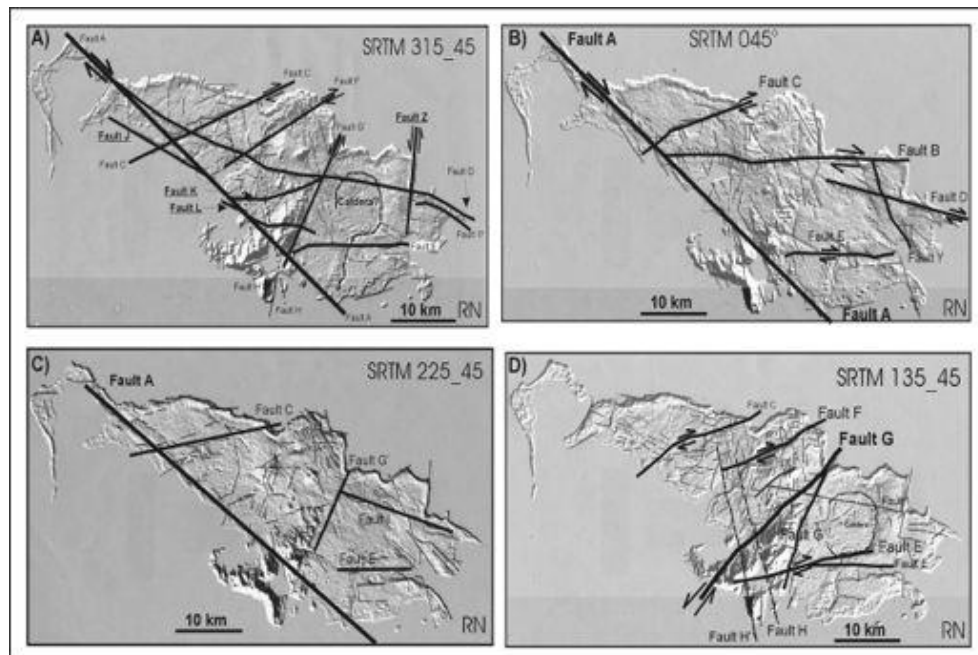 A)
SRTM 315_45
Fault A
Fault C
Fault F
Fault Z
Fault J
Fault C
Fault G'
Fault D
Fault K
Fault L
Caldera
Fault H
Fault A
10 km
RN
B)
Fault A
SRTM 045°
Fault C
Fault B
Fault D
Fault E
Fault Y
Fault A
10 km
RN
C)
SRTM 225_45
Fault A
Fault C
Fault G'
Fault I
Fault E
10 km
RN
D)
SRTM 135_45
Fault C
Fault F
Fault G
Fault I
Caldera
Fault G
Fault E
Fault E
Fault H
Fault H'
10 km
RN